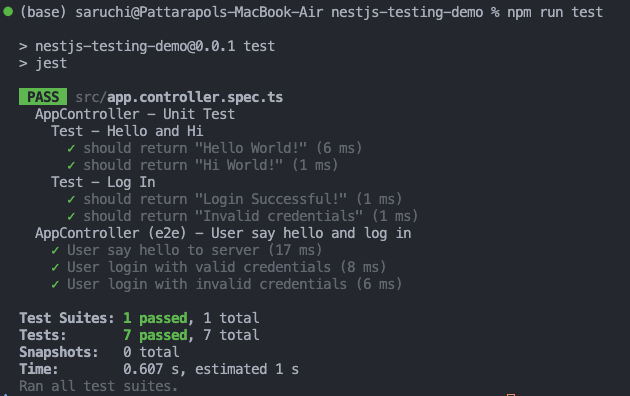 (base) saruchi@Pattarapols-MacBook-Air nestjs-testing-demo % npm run test
> nestjs-testing-demo@0.0.1 test
> jest
PASS src/app.controller.spec.ts
AppController – Unit Test
Test – Hello and Hi
✓ should return "Hello World!" (6 ms)
✓ should return "Hi World!" (1 ms)
Test – Log In
✓ should return "Login Successful!" (1 ms)
✓ should return "Invalid credentials" (1 ms)
AppController (e2e) – User say hello and log in
✓ User say hello to server (17 ms)
✓ User login with valid credentials (8 ms)
✓ User login with invalid credentials (6 ms)
Test Suites: 1 passed, 1 total
Tests: 7 passed, 7 total
Snapshots: 0 total
Time: 0.607 s, estimated 1 s
Ran all test suites.